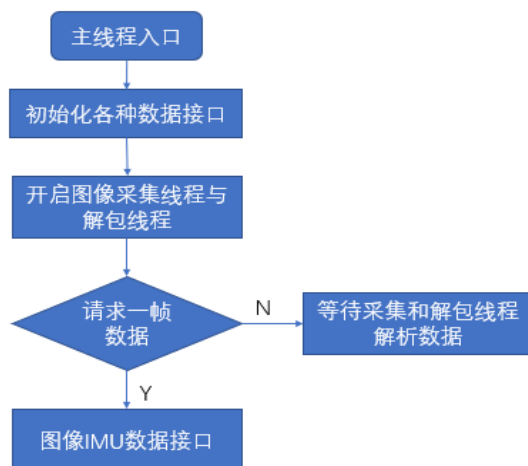 主线程入口
初始化各种数据接口
开启图像采集线程与
解包线程
请求一帧
数据
N
等待采集和解包线程
解析数据
Y
图像IMU数据接口